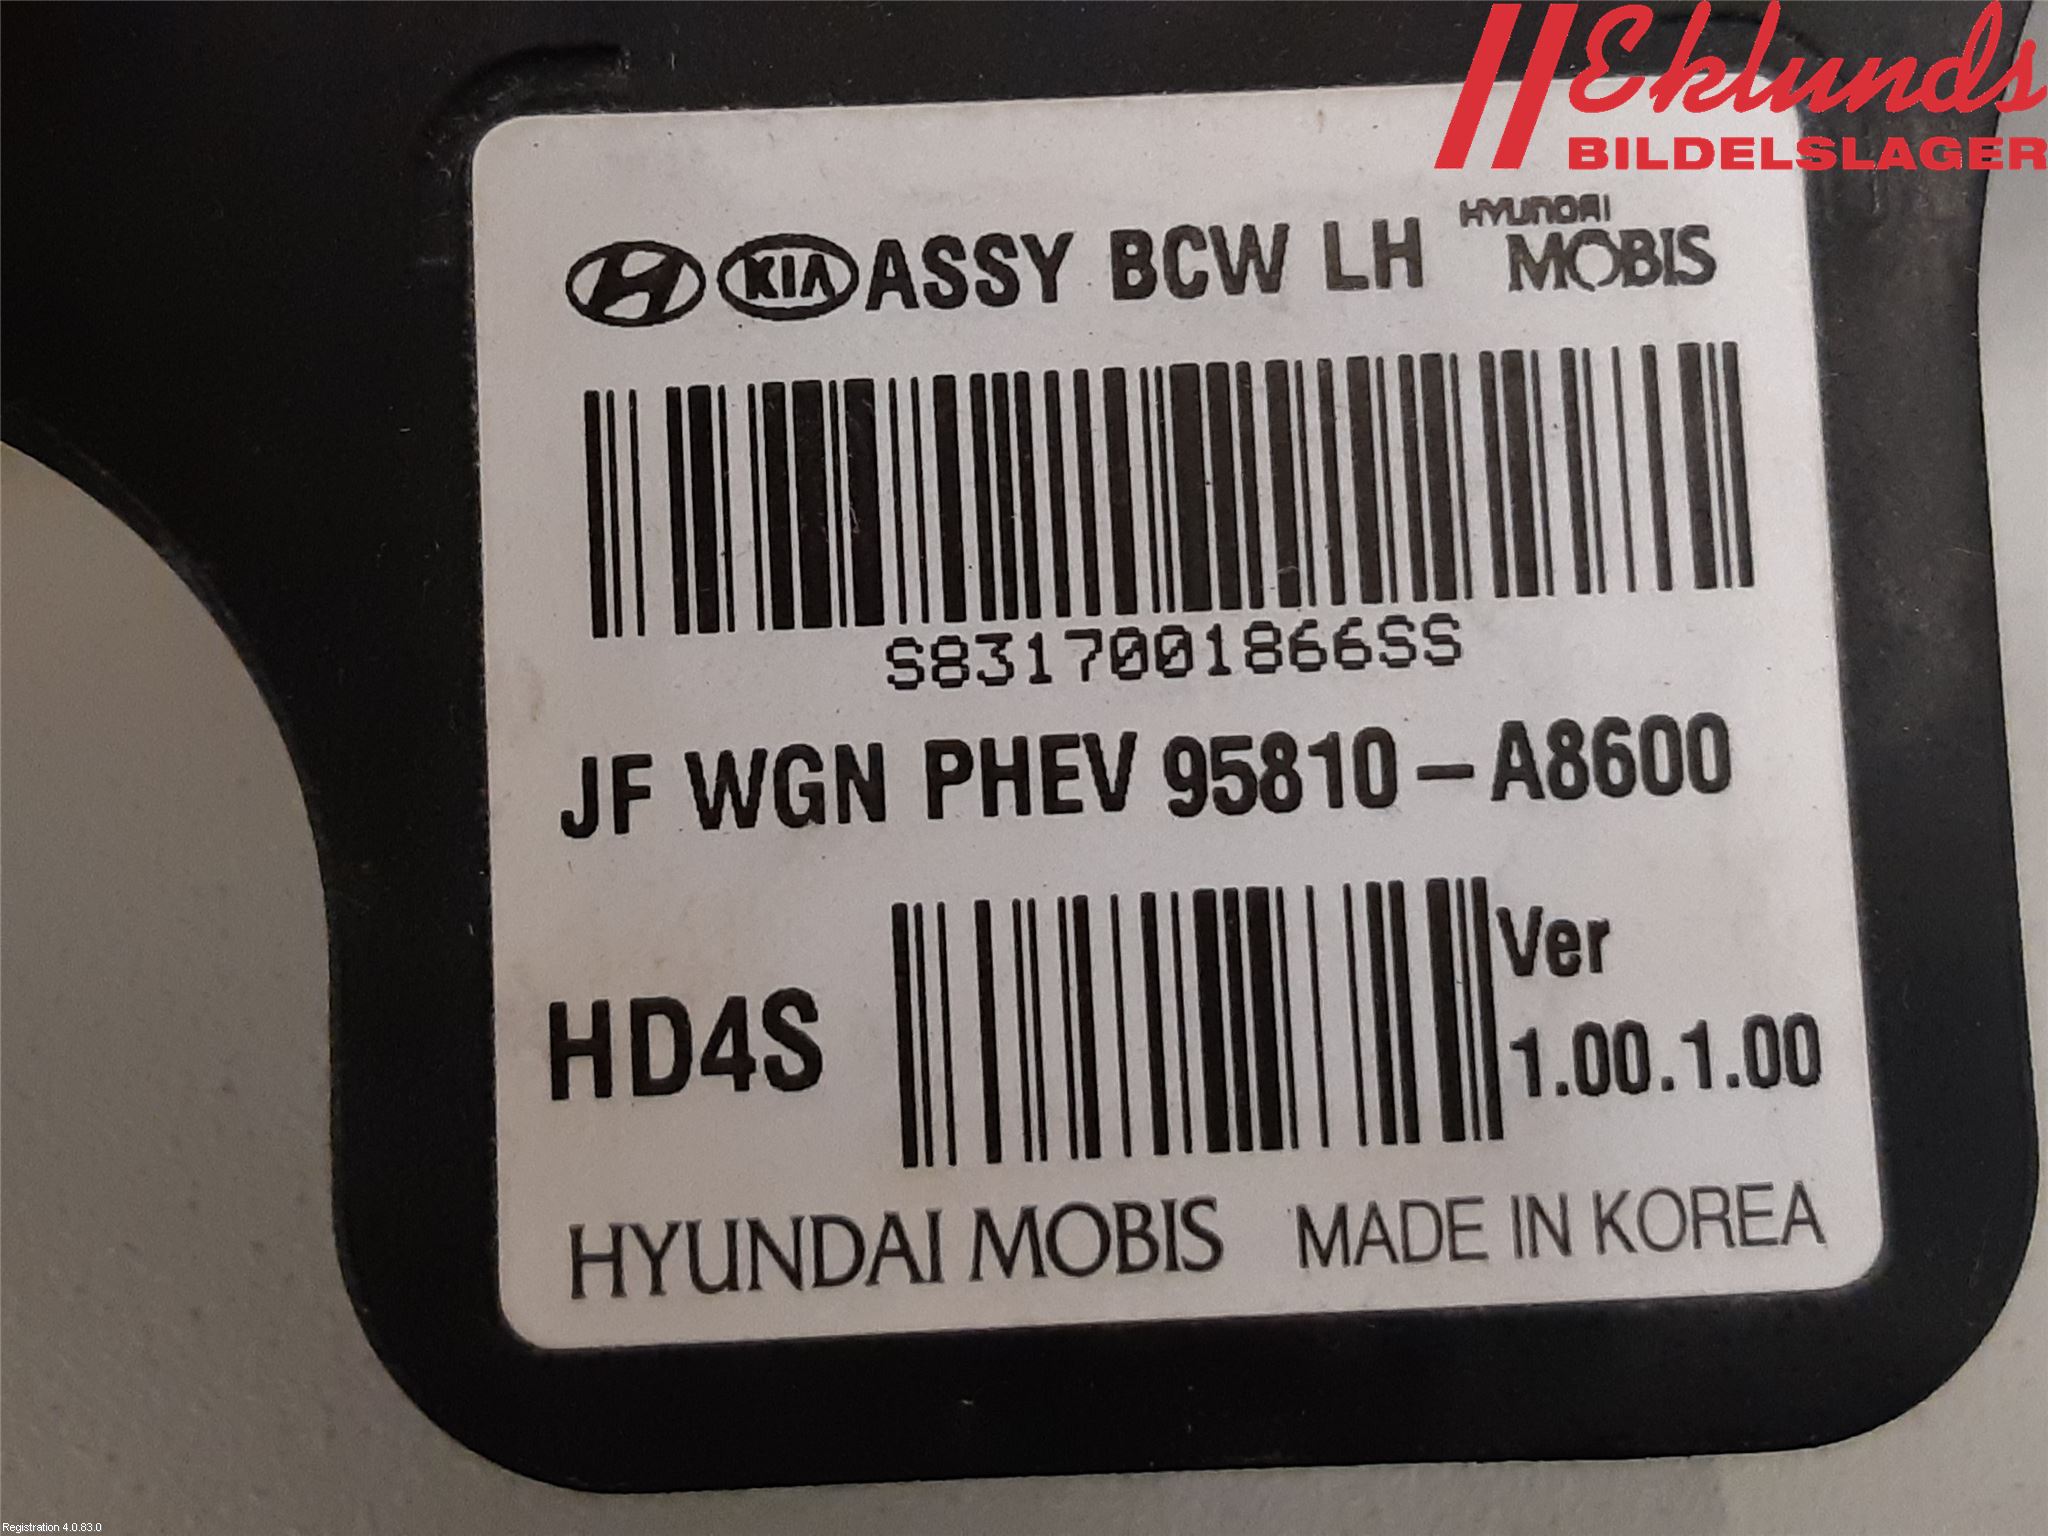 Eklunds
BILDELSLAGER
KIA ASSY BCW LH HYUNDAI MOBIS
S8317001866SS
JF WGN PHEV 95810-A8600
HD4S Ver 1.00.1.00
HYUNDAI MOBIS MADE IN KOREA
Registration 4.0.83.0